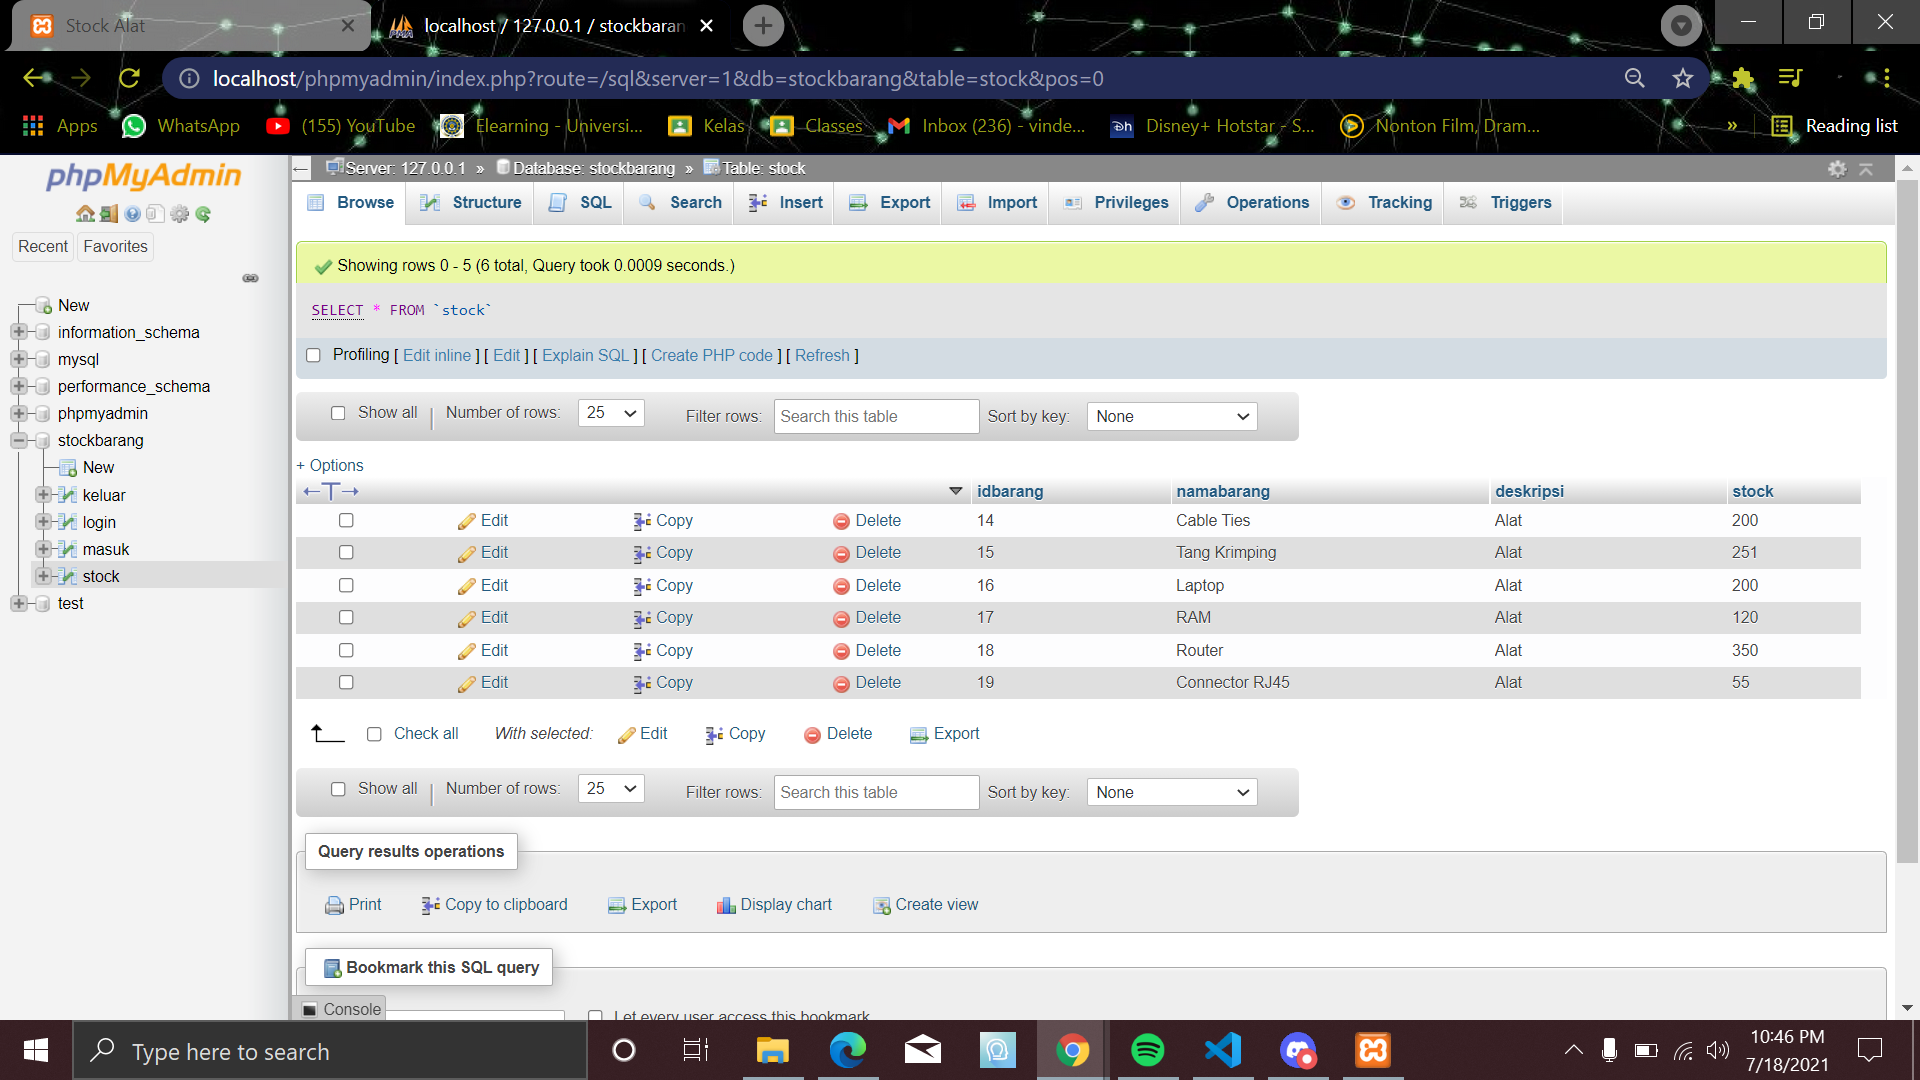 Stock Alat
localhost / 127.0.0.1 / stockbaran
localhost/phpmyadmin/index.php?route=/sql&server=1&db=stockbarang&table=stock&pos=0
Apps WhatsApp (155) YouTube Elearning - Universi... Kelas Classes Inbox (236) - vinde... Disney+ Hotstar - S... Nonton Film, Dram... » Reading list
phpMyAdmin
Recent Favorites
New
information_schema
mysql
performance_schema
phpmyadmin
stockbarang
New
keluar
login
masuk
stock
test
Server: 127.0.0.1 » Database: stockbarang » Table: stock
Browse Structure SQL Search Insert Export Import Privileges Operations Tracking Triggers
Showing rows 0 - 5 (6 total, Query took 0.0009 seconds.)
SELECT * FROM `stock`
Profiling [ Edit inline ] [ Edit ] [ Explain SQL ] [ Create PHP code ] [ Refresh ]
Show all Number of rows: 25 Filter rows: Search this table Sort by key: None
+ Options
←T→ idbarang namabarang deskripsi stock
Edit Copy Delete 14 Cable Ties Alat 200
Edit Copy Delete 15 Tang Krimping Alat 251
Edit Copy Delete 16 Laptop Alat 200
Edit Copy Delete 17 RAM Alat 120
Edit Copy Delete 18 Router Alat 350
Edit Copy Delete 19 Connector RJ45 Alat 55
Check all With selected: Edit Copy Delete Export
Show all Number of rows: 25 Filter rows: Search this table Sort by key: None
Query results operations
Print Copy to clipboard Export Display chart Create view
Bookmark this SQL query
Console
Let every user access this bookmark
Type here to search
10:46 PM
7/18/2021